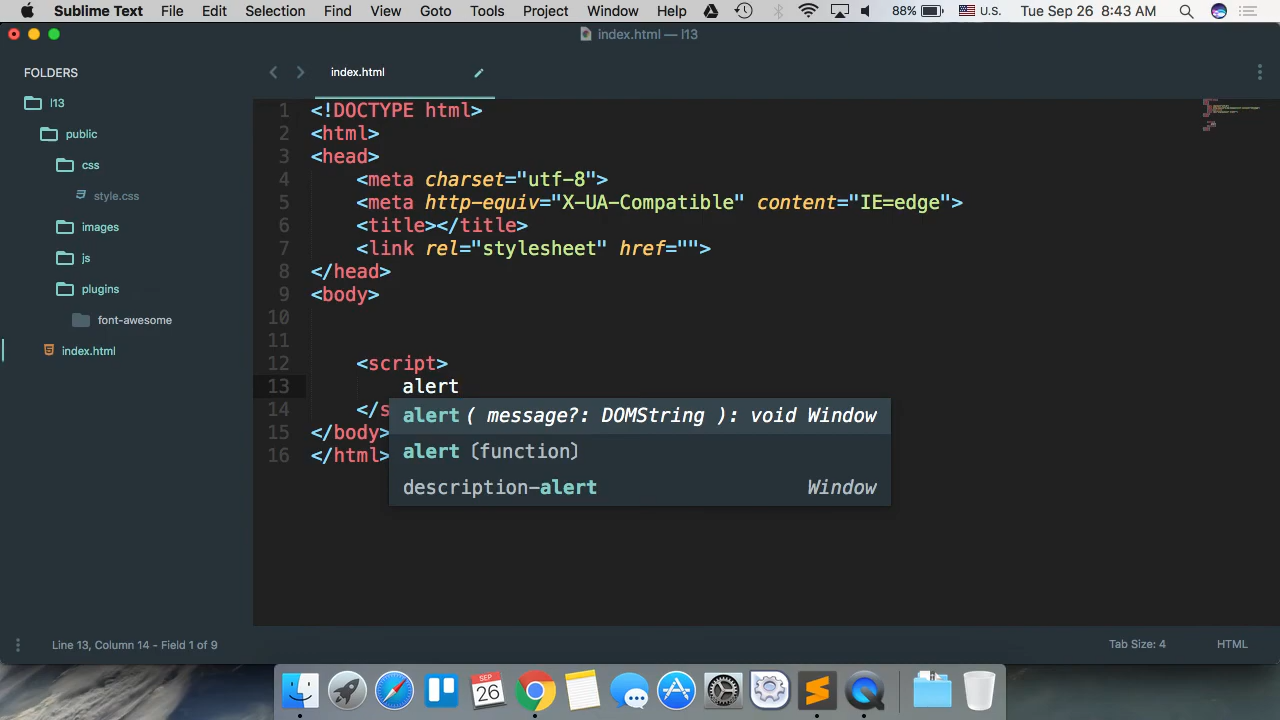 Sublime Text File Edit Selection Find View Goto Tools Project Window Help 88% U.S. Tue Sep 26 8:43 AM
index.html — l13
FOLDERS
l13
public
css
style.css
images
js
plugins
font-awesome
index.html
index.html
1 <!DOCTYPE html>
2 <html>
3 <head>
4 <meta charset="utf-8">
5 <meta http-equiv="X-UA-Compatible" content="IE=edge">
6 <title></title>
7 <link rel="stylesheet" href="">
8 </head>
9 <body>
10
11
12 <script>
13 alert
14 </s
15 </body>
16 </html>
alert ( message?: DOMString ): void Window
alert (function)
description-alert Window
Line 13, Column 14 - Field 1 of 9
Tab Size: 4 HTML
SEP
26